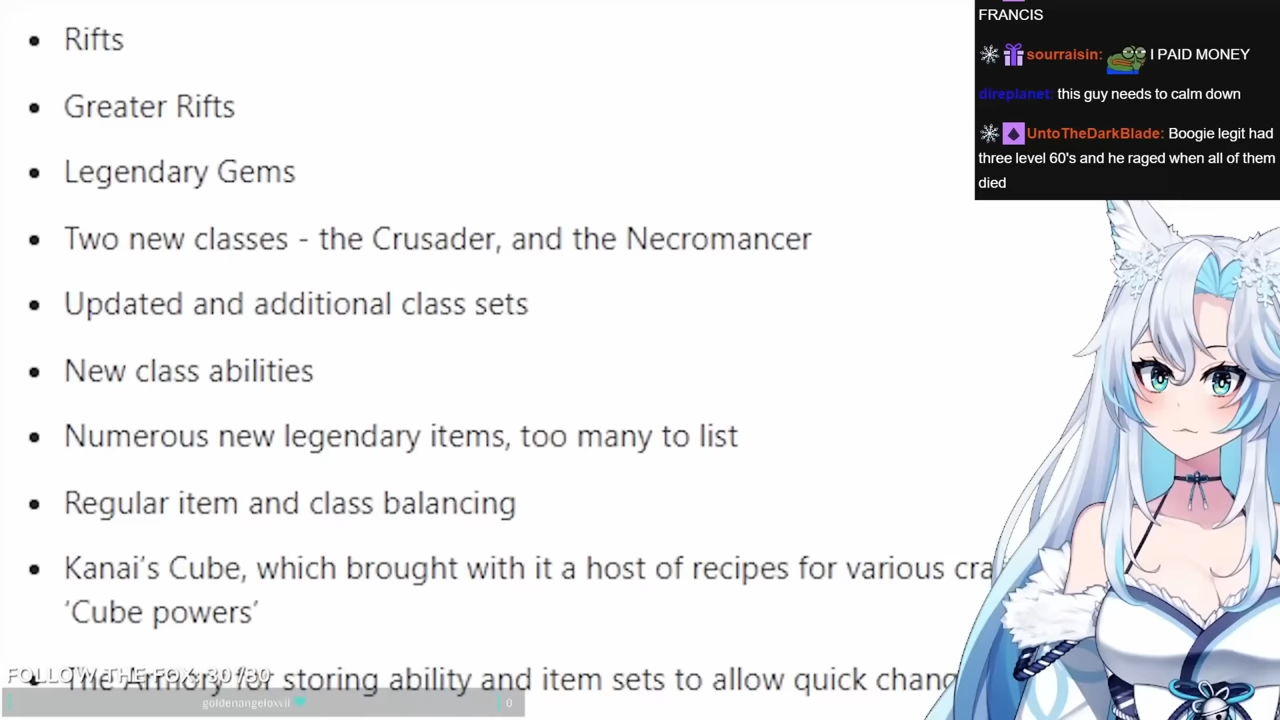 Rifts
Greater Rifts
Legendary Gems
Two new classes - the Crusader, and the Necromancer
Updated and additional class sets
New class abilities
Numerous new legendary items, too many to list
Regular item and class balancing
Kanai's Cube, which brought with it a host of recipes for various cra
'Cube powers'
The Armory for storing ability and item sets to allow quick chang
FOLLOW THE FOX: 30/80
0
FRANCIS
sourraisin: I PAID MONEY
direplanet: this guy needs to calm down
UntoTheDarkBlade: Boogie legit had
three level 60's and he raged when all of them
died